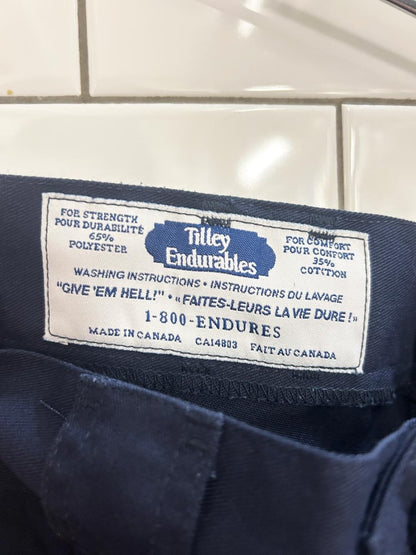 FOR STRENGTH
POUR DURABILITÉ
65%
POLYESTER
Tilley
Endurables
FOR COMFORT
POUR CONFORT
35%
COTITION
WASHING INSTRUCTIONS • INSTRUCTIONS DU LAVAGE
"GIVE 'EM HELL!" • «FAITES-LEURS LA VIE DURE!»
1-800-ENDURES
MADE IN CANADA CA14803 FAIT AU CANADA